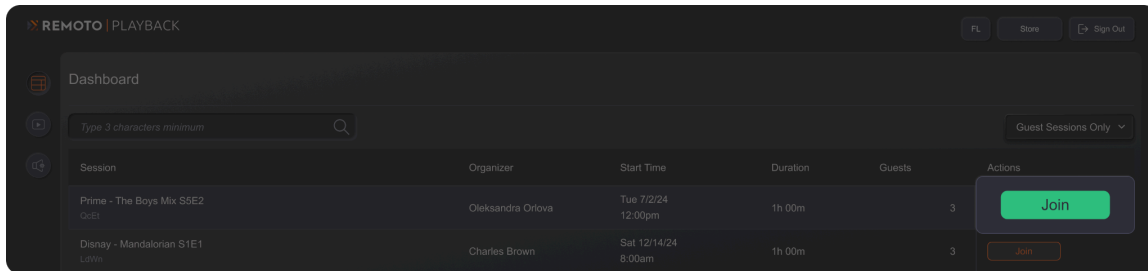 REMOTO | PLAYBACK
FL
Store
Sign Out
Dashboard
Type 3 characters minimum
Guest Sessions Only
Session Organizer Start Time Duration Guests Actions
Prime - The Boys Mix S5E2
QcEt
Oleksandra Orlova
Tue 7/2/24
12:00pm
1h 00m
3
Join
Disnay - Mandalorian S1E1
LdWn
Charles Brown
Sat 12/14/24
8:00am
1h 00m
3
Join